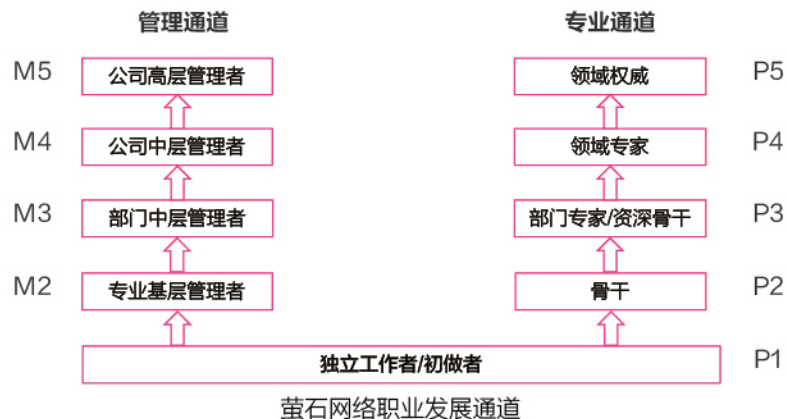 管理通道 专业通道
M5 公司高层管理者 领域权威 P5
M4 公司中层管理者 领域专家 P4
M3 部门中层管理者 部门专家/资深骨干 P3
M2 专业基层管理者 骨干 P2
独立工作者/初做者 P1
萤石网络职业发展通道